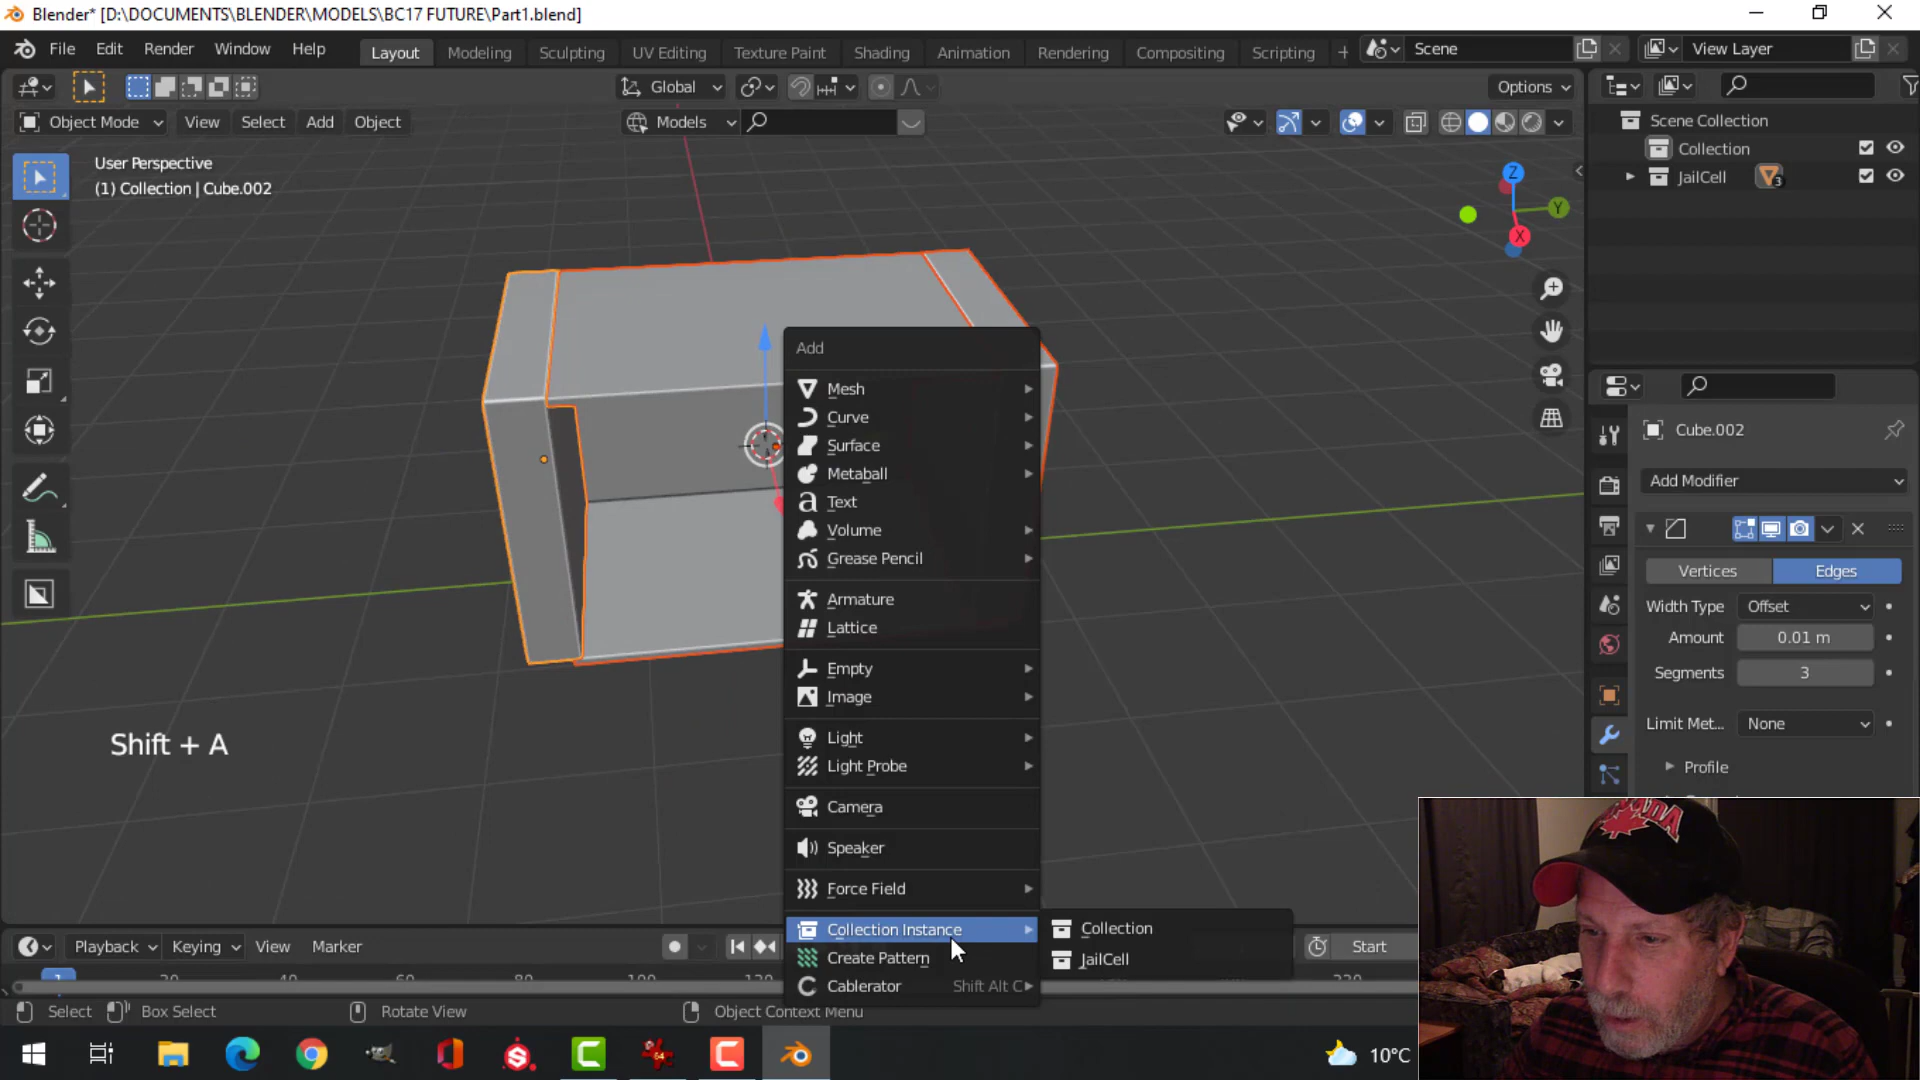 Blender* [D:\DOCUMENTS\BLENDER\MODELS\BC17 FUTURE\Part1.blend]
File Edit Render Window Help
Layout Modeling Sculpting UV Editing Texture Paint Shading Animation Rendering Compositing Scripting +
Scene
View Layer
Global
Options
Object Mode View Select Add Object
Models
User Perspective
(1) Collection | Cube.002
Scene Collection
Collection
JailCell 3
Z
Y
X
Add
Mesh
Curve
Surface
Metaball
Text
Volume
Grease Pencil
Armature
Lattice
Empty
Image
Light
Light Probe
Camera
Speaker
Force Field
Collection Instance
Create Pattern
Cablerator Shift Alt C
Collection
JailCell
Shift + A
Cube.002
Add Modifier
Vertices Edges
Width Type Offset
Amount 0.01 m
Segments 3
Limit Met... None
Profile
Playback Keying View Marker
Start
1
Select Box Select Rotate View Object Context Menu
10°C